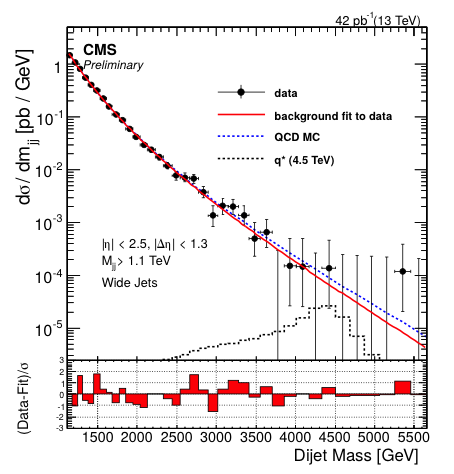 42 pb⁻¹(13 TeV)
CMS
Preliminary
dσ/ dm_jj [pb / GeV]
1
10⁻¹
10⁻²
10⁻³
10⁻⁴
10⁻⁵
data
background fit to data
QCD MC
q* (4.5 TeV)
|η| < 2.5, |Δη| < 1.3
M_jj > 1.1 TeV
Wide Jets
(Data-Fit)/σ
3
2
1
0
-1
-2
-3
1500 2000 2500 3000 3500 4000 4500 5000 5500
Dijet Mass [GeV]